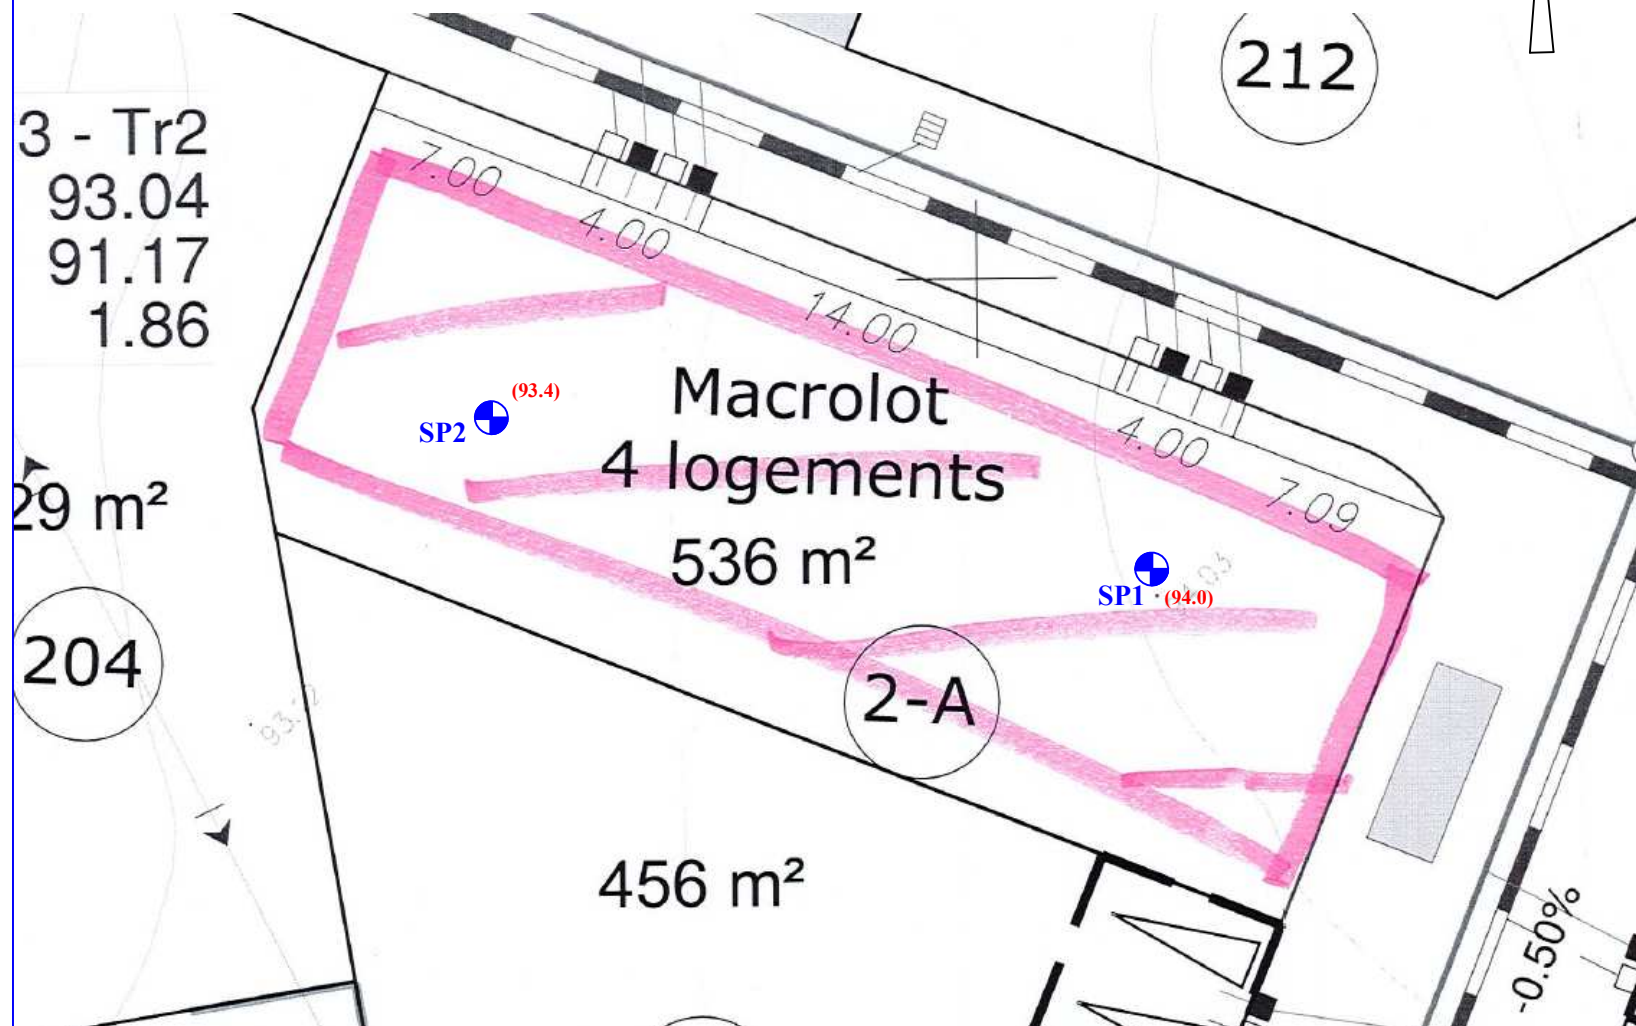 212
3 - Tr2
93.04
91.17
1.86
7.00
4.00
14.00
4.00
7.09
Macrolot
4 logements
536 m²
(93.4)
SP2
SP1
(94.0)
29 m²
204
2-A
456 m²
-0.50%